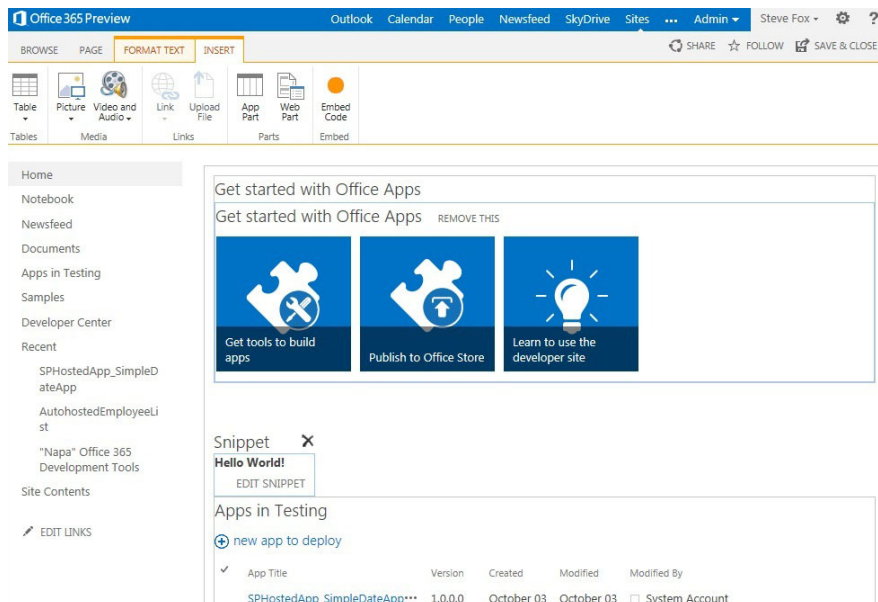 Office 365 Preview
Outlook Calendar People Newsfeed SkyDrive Sites ••• Admin Steve Fox ?
BROWSE PAGE FORMAT TEXT INSERT SHARE FOLLOW SAVE & CLOSE
Table Picture Video and Audio Link Upload File App Part Web Part Embed Code
Tables Media Links Parts Embed
Home
Notebook
Newsfeed
Documents
Apps in Testing
Samples
Developer Center
Recent
SPHostedApp_SimpleD
ateApp
AutohostedEmployeeLi
st
"Napa" Office 365
Development Tools
Site Contents
EDIT LINKS
Get started with Office Apps
Get started with Office Apps REMOVE THIS
Get tools to build
apps
Publish to Office Store
Learn to use the
developer site
Snippet
Hello World!
EDIT SNIPPET
Apps in Testing
new app to deploy
App Title Version Created Modified Modified By
SPHostedApp_SimpleDateApp ••• 1.0.0.0 October 03 October 03 System Account